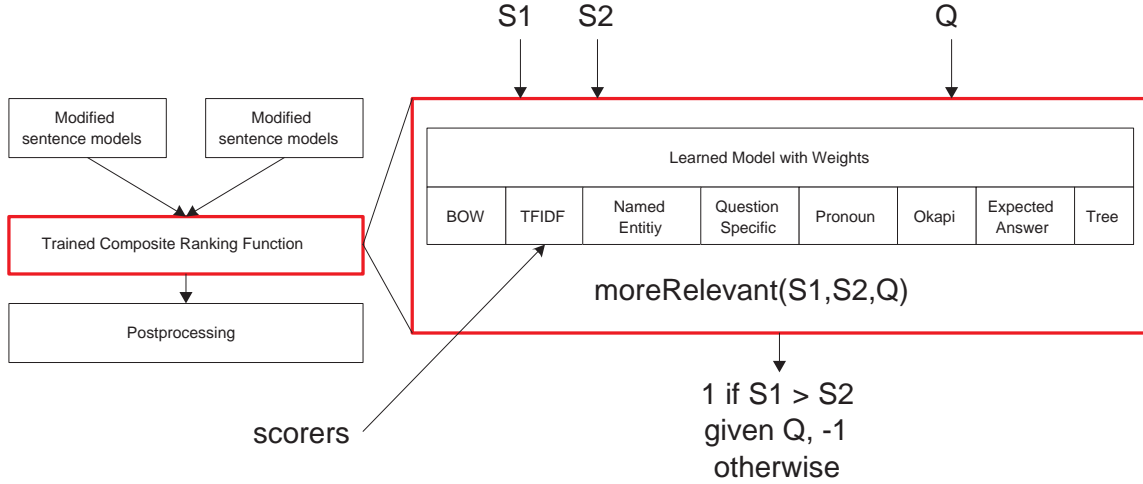 S1
S2
Q
Modified
sentence models
Modified
sentence models
Trained Composite Ranking Function
Postprocessing
Learned Model with Weights
BOW
TFIDF
Named
Entitiy
Question
Specific
Pronoun
Okapi
Expected
Answer
Tree
moreRelevant(S1,S2,Q)
scorers
1 if S1 > S2
given Q, -1
otherwise